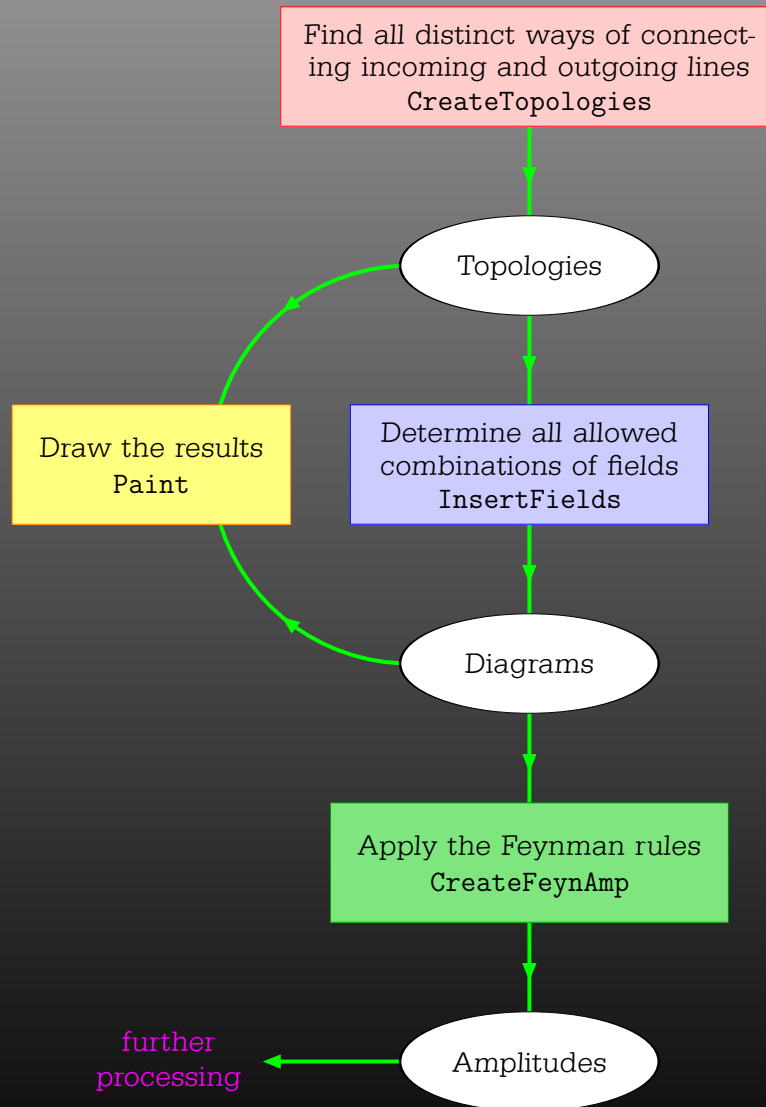 Find all distinct ways of connect-
ing incoming and outgoing lines
CreateTopologies
Topologies
Draw the results
Paint
Determine all allowed
combinations of fields
InsertFields
Diagrams
Apply the Feynman rules
CreateFeynAmp
further
processing
Amplitudes